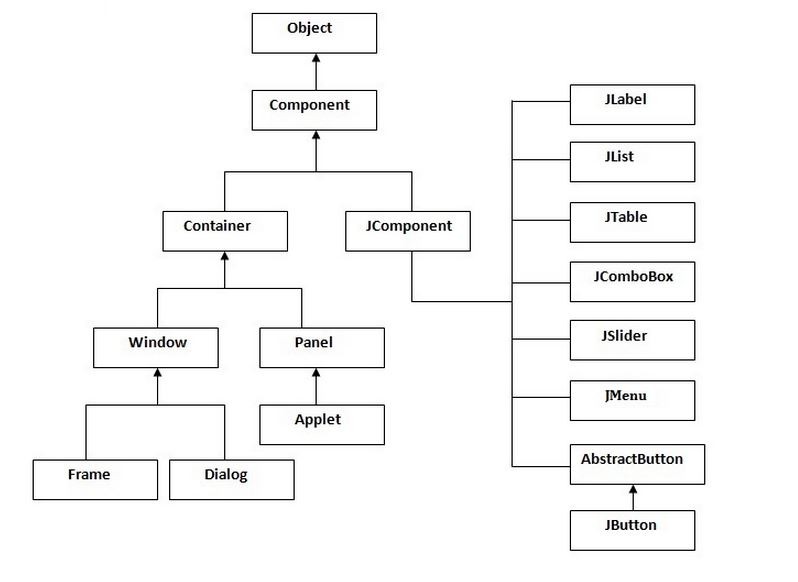 Object
Component
Container
JComponent
Window
Panel
Applet
Frame
Dialog
JLabel
JList
JTable
JComboBox
JSlider
JMenu
AbstractButton
JButton